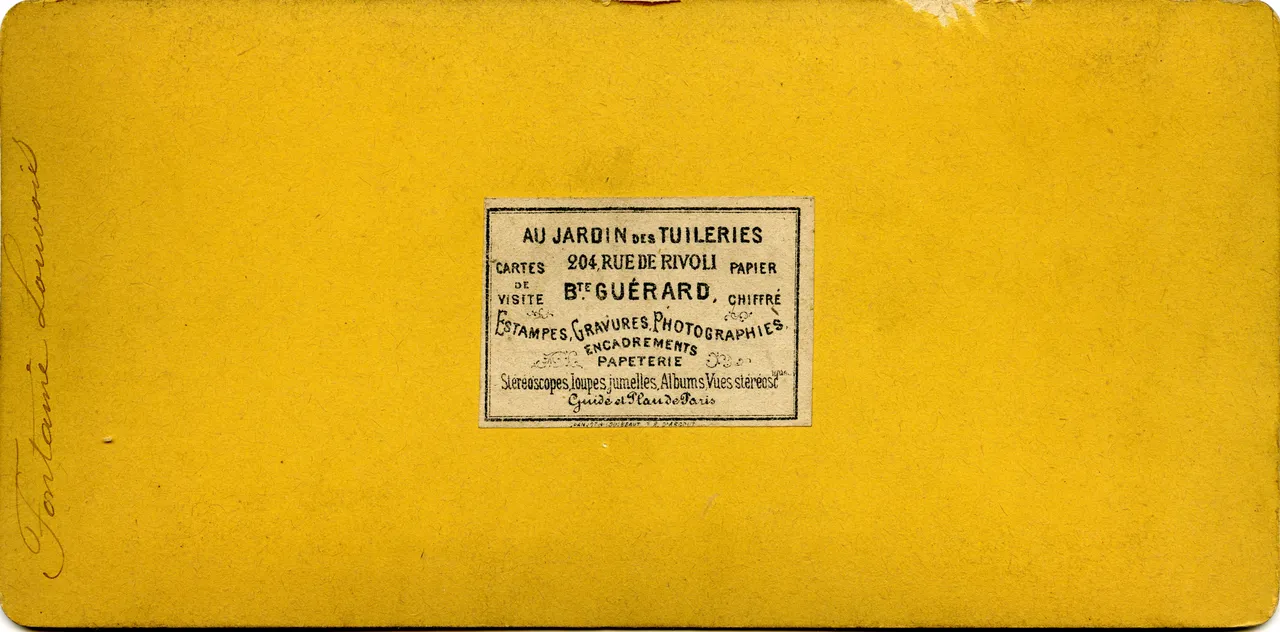 Fontaine Louvois
AU JARDIN DES TUILERIES
204, RUE DE RIVOLI
CARTES DE VISITE
BTE GUÉRARD,
PAPIER CHIFFRÉ
ESTAMPES, GRAVURES, PHOTOGRAPHIES,
ENCADREMENTS
PAPETERIE
Stéréoscopes, loupes, jumelles, Albums, Vues stéréosc
Guide et Plan de Paris